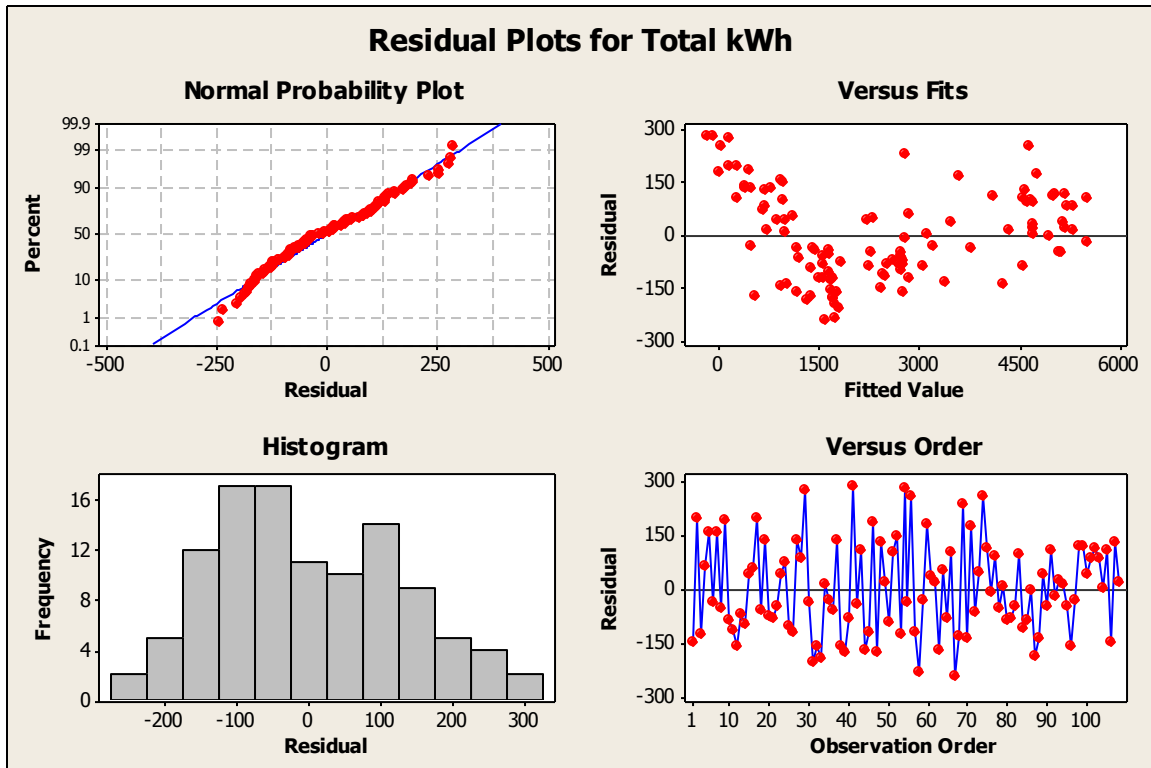 Residual Plots for Total kWh
Normal Probability Plot
99.9
99
90
50
10
1
0.1
Percent
-500 -250 0 250 500
Residual
Versus Fits
300
150
0
-150
-300
Residual
0 1500 3000 4500 6000
Fitted Value
Histogram
16
12
8
4
0
Frequency
-200 -100 0 100 200 300
Residual
Versus Order
300
150
0
-150
-300
Residual
1 10 20 30 40 50 60 70 80 90 100
Observation Order